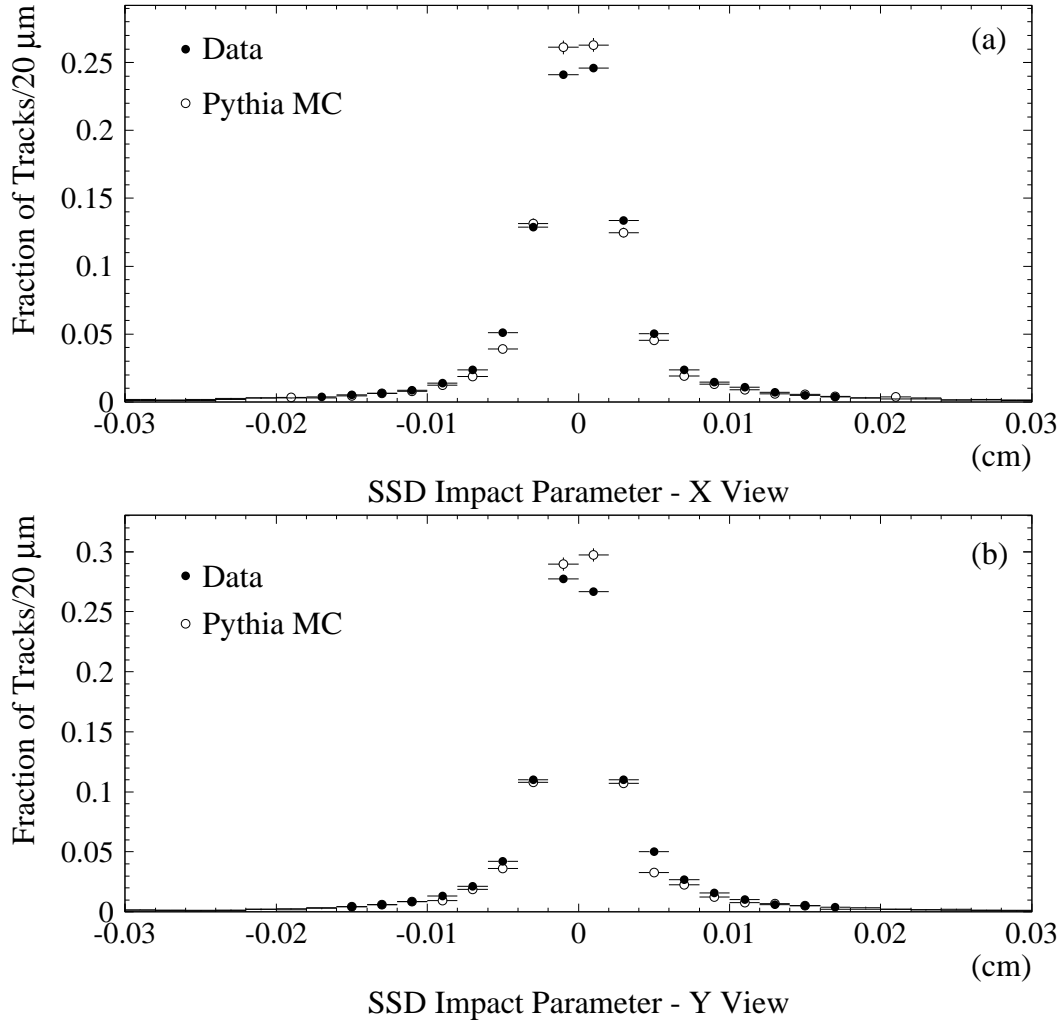 (a)
Data
Pythia MC
Fraction of Tracks/20 μm
0.25
0.2
0.15
0.1
0.05
0
-0.03 -0.02 -0.01 0 0.01 0.02 0.03
(cm)
SSD Impact Parameter - X View
(b)
Data
Pythia MC
Fraction of Tracks/20 μm
0.3
0.25
0.2
0.15
0.1
0.05
0
-0.03 -0.02 -0.01 0 0.01 0.02 0.03
(cm)
SSD Impact Parameter - Y View